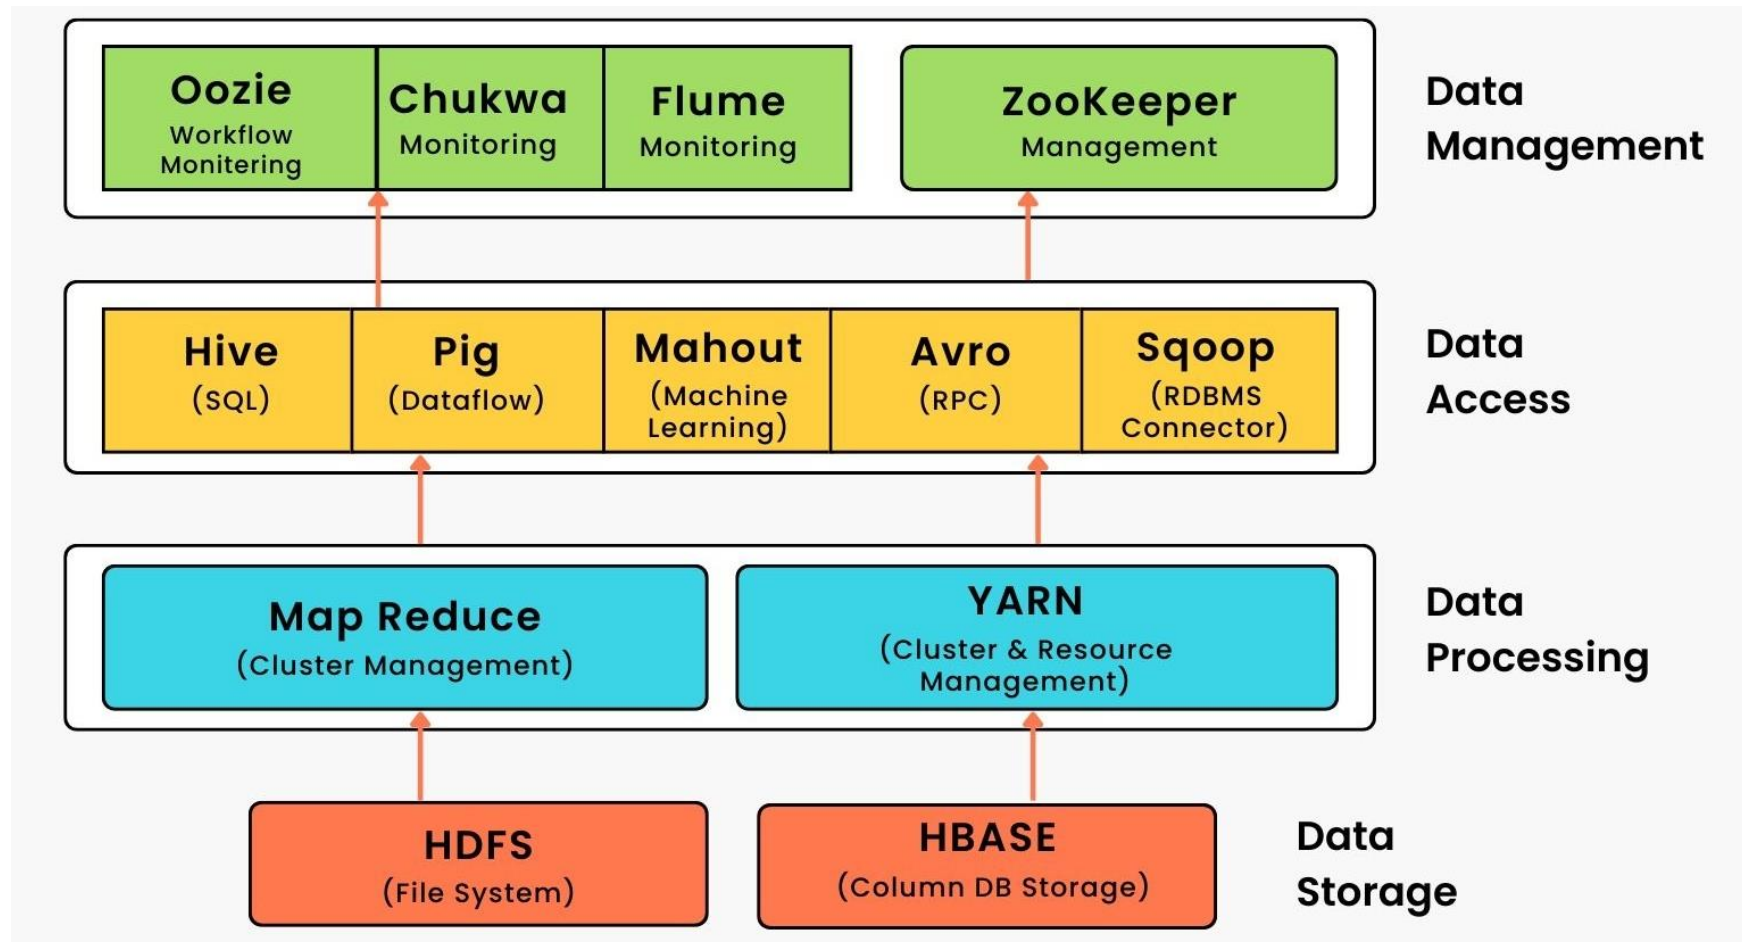 Oozie
Workflow
Monitering
Chukwa
Monitoring
Flume
Monitoring
ZooKeeper
Management
Data
Management
Hive
(SQL)
Pig
(Dataflow)
Mahout
(Machine
Learning)
Avro
(RPC)
Sqoop
(RDBMS
Connector)
Data
Access
Map Reduce
(Cluster Management)
YARN
(Cluster & Resource
Management)
Data
Processing
HDFS
(File System)
HBASE
(Column DB Storage)
Data
Storage